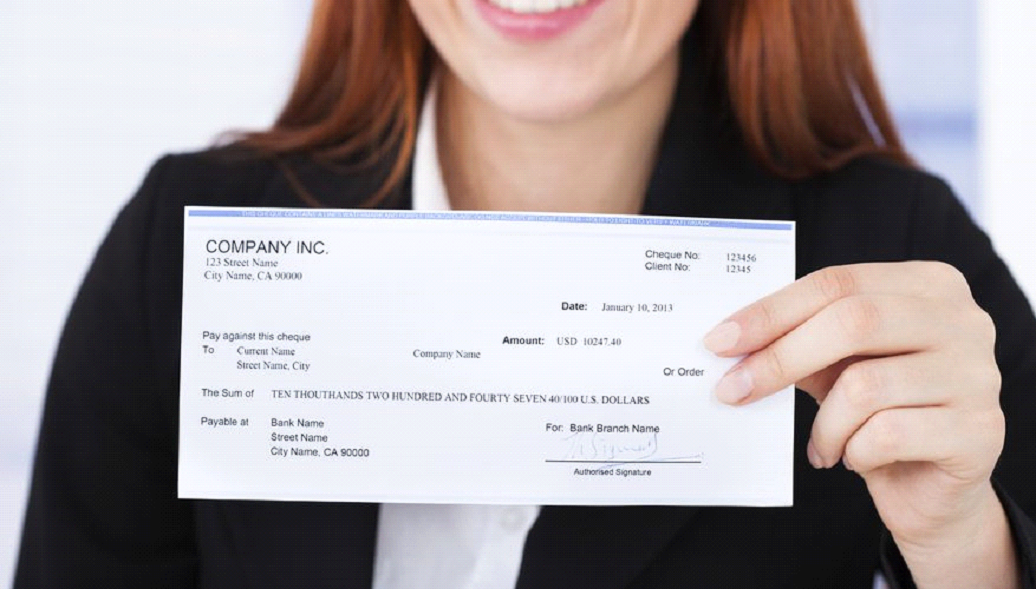 COMPANY INC.
123 Street Name
City Name, CA 90000
Cheque No: 123456
Client No: 12345
Date: January 10, 2013
Pay against this cheque
Amount: USD 10247.40
To Current Name Company Name
Street Name, City
Or Order
The Sum of TEN THOUTHANDS TWO HUNDRED AND FOURTY SEVEN 40/100 U.S. DOLLARS
Payable at Bank Name
For: Bank Branch Name
Street Name
City Name, CA 90000
Authorised Signature